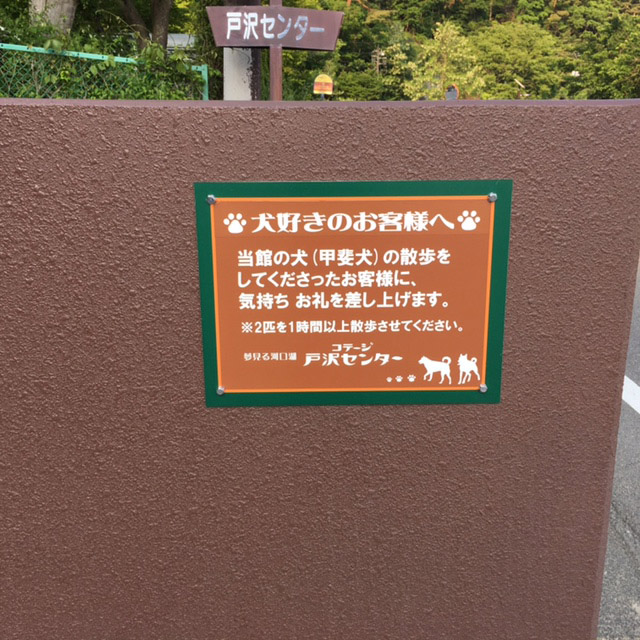 戸沢センター
犬好きのお客様へ
当館の犬(甲斐犬)の散歩を
してくださったお客様に、
気持ち お礼を差し上げます。
※2匹を1時間以上散歩させてください。
夢見る河口湖 コテージ 戸沢センター